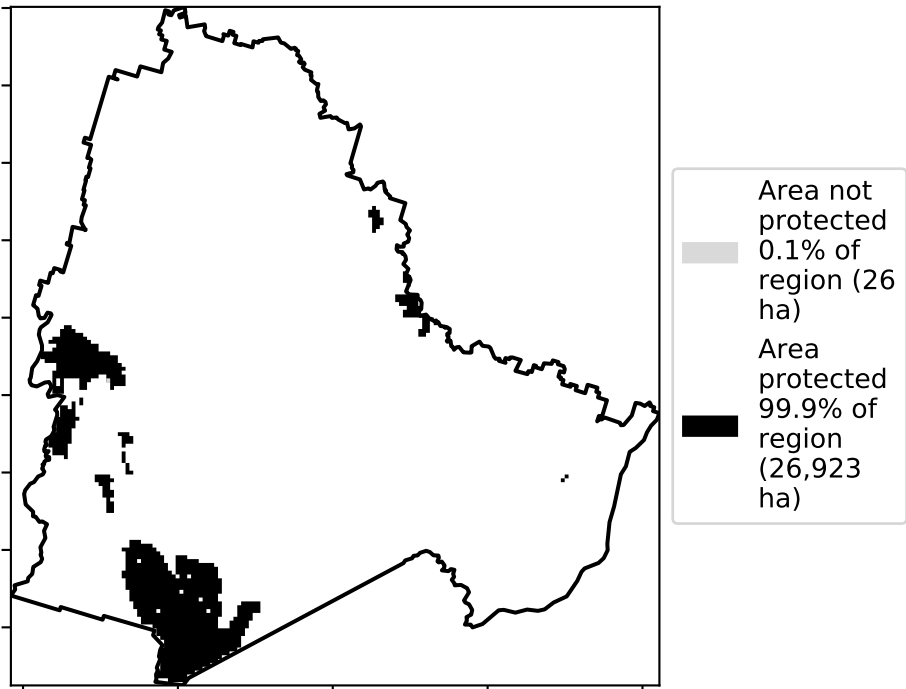 Area not
protected
0.1% of
region (26
ha)
Area
protected
99.9% of
region
(26,923
ha)